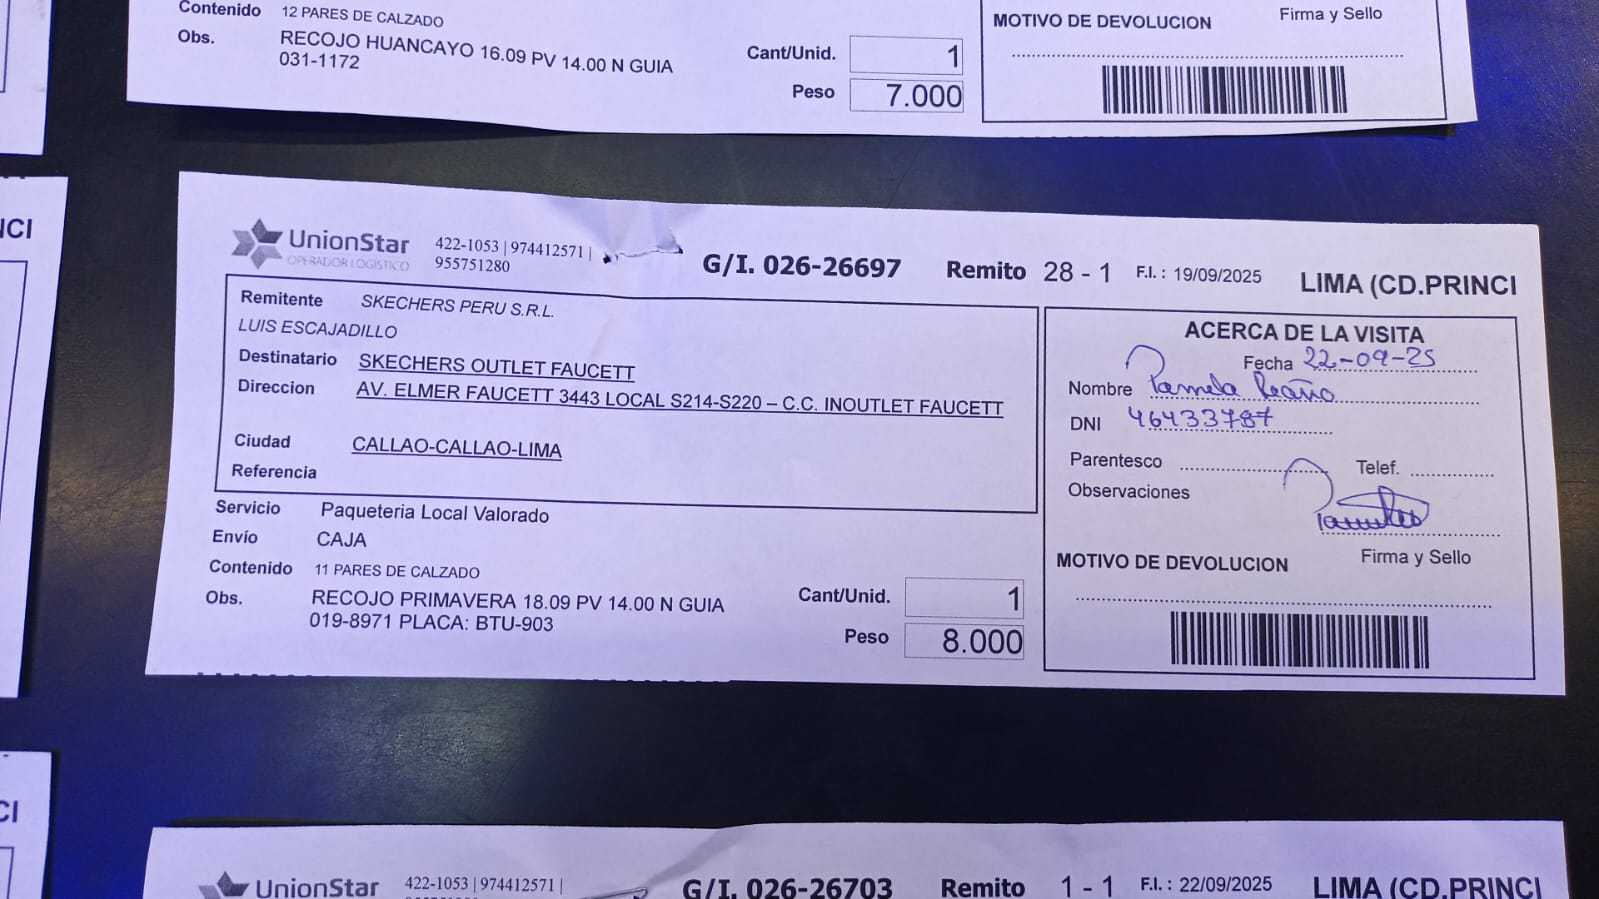 Contenido 12 PARES DE CALZADO
Obs. RECOJO HUANCAYO 16.09 PV 14.00 N GUIA
031-1172
Cant/Unid. 1
Peso 7.000
MOTIVO DE DEVOLUCION Firma y Sello
NCI
UnionStar
OPERADOR LOGÍSTICO
422-1053 | 974412571 |
955751280
G/I. 026-26697 Remito 28 - 1 F.I. : 19/09/2025 LIMA (CD.PRINCI
Remitente SKECHERS PERU S.R.L.
LUIS ESCAJADILLO
Destinatario SKECHERS OUTLET FAUCETT
Direccion AV. ELMER FAUCETT 3443 LOCAL S214-S220 – C.C. INOUTLET FAUCETT
Ciudad CALLAO-CALLAO-LIMA
Referencia
Servicio Paqueteria Local Valorado
Envío CAJA
Contenido 11 PARES DE CALZADO
Obs. RECOJO PRIMAVERA 18.09 PV 14.00 N GUIA
019-8971 PLACA: BTU-903
Cant/Unid. 1
Peso 8.000
ACERCA DE LA VISITA
Fecha 22-09-25
Nombre Pamela
DNI 46433787
Parentesco Telef.
Observaciones
MOTIVO DE DEVOLUCION Firma y Sello
CI
UnionStar
422-1053 | 974412571 |
G/I. 026-26703 Remito 1 - 1 F.I. : 22/09/2025 LIMA (CD.PRINCI